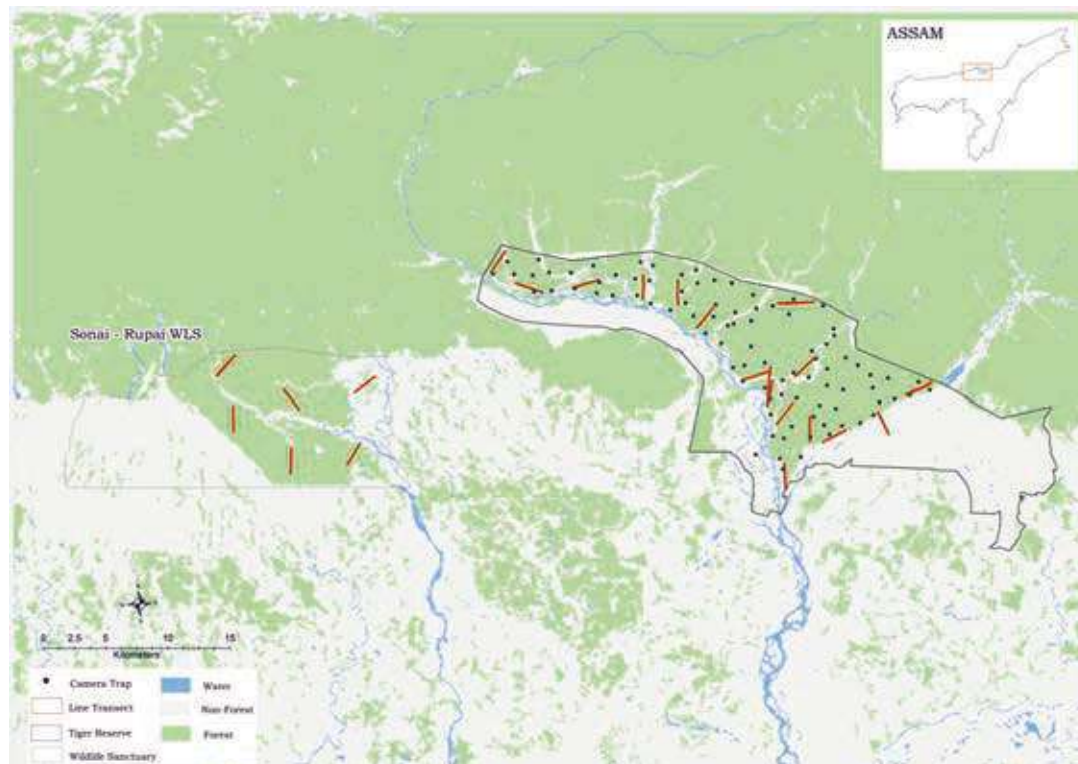 ASSAM
Sonai - Rupai WLS
0 2.5 5 10 15
Kilometers
Camera Trap
Water
Line Transect
Non-Forest
Tiger Reserve
Forest
Wildlife Sanctuary